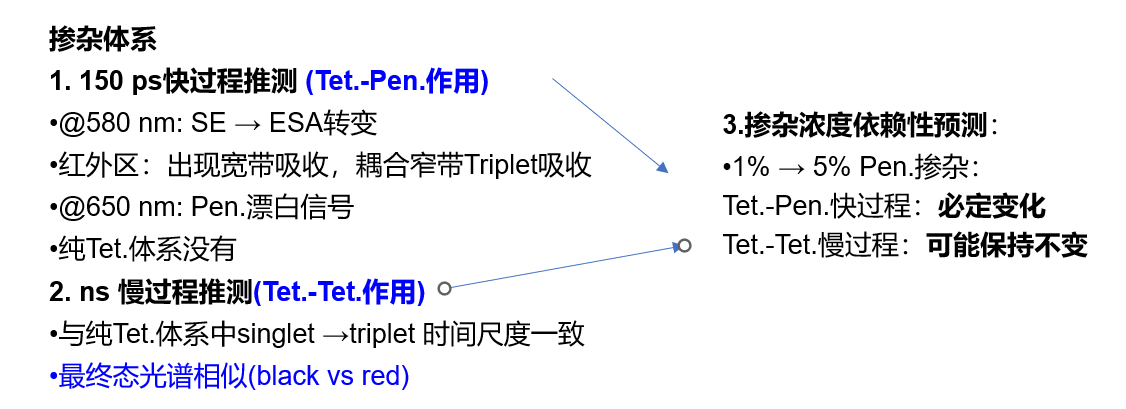 掺杂体系
1. 150 ps快过程推测 (Tet.-Pen.作用)
•@580 nm: SE → ESA转变
•红外区：出现宽带吸收，耦合窄带Triplet吸收
•@650 nm: Pen.漂白信号
•纯Tet.体系没有
2. ns 慢过程推测(Tet.-Tet.作用)
•与纯Tet.体系中singlet →triplet 时间尺度一致
•最终态光谱相似(black vs red)
3.掺杂浓度依赖性预测：
•1% → 5% Pen.掺杂：
Tet.-Pen.快过程：必定变化
Tet.-Tet.慢过程：可能保持不变